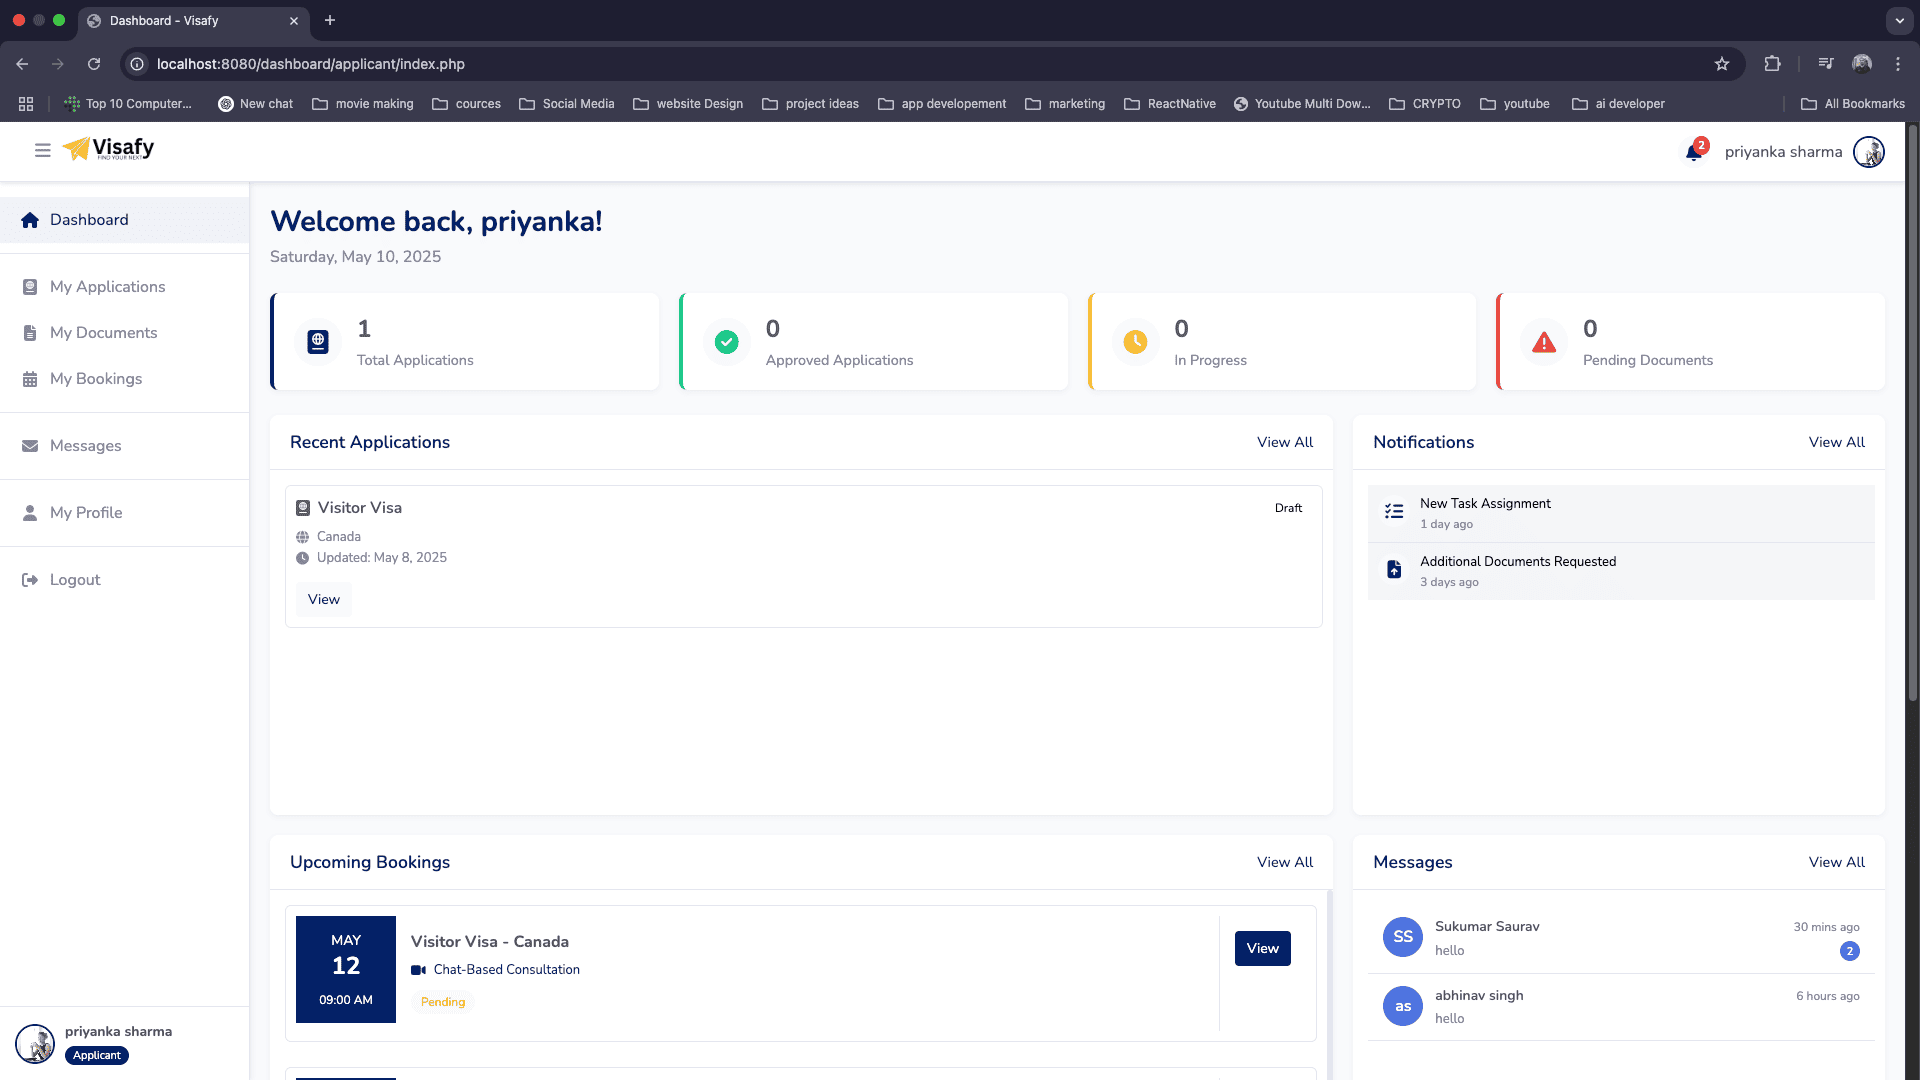 Dashboard - Visafy
localhost:8080/dashboard/applicant/index.php
Top 10 Computer...
New chat
movie making
cources
Social Media
website Design
project ideas
app developement
marketing
ReactNative
Youtube Multi Dow...
CRYPTO
youtube
ai developer
All Bookmarks
Visafy
FIND YOUR NEXT
2
priyanka sharma
Dashboard
My Applications
My Documents
My Bookings
Messages
My Profile
Logout
priyanka sharma
Applicant
Welcome back, priyanka!
Saturday, May 10, 2025
1
Total Applications
0
Approved Applications
0
In Progress
0
Pending Documents
Recent Applications
View All
Visitor Visa
Draft
Canada
Updated: May 8, 2025
View
Notifications
View All
New Task Assignment
1 day ago
Additional Documents Requested
3 days ago
Upcoming Bookings
View All
MAY
12
09:00 AM
Visitor Visa - Canada
Chat-Based Consultation
Pending
View
Messages
View All
SS
Sukumar Saurav
30 mins ago
hello
2
as
abhinav singh
6 hours ago
hello